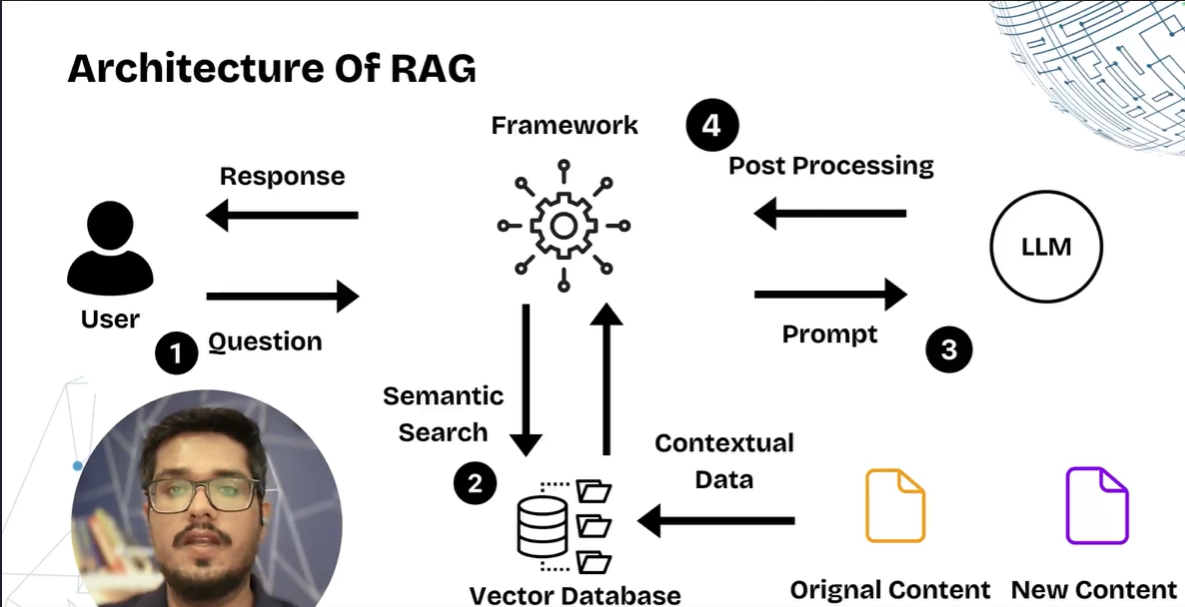 Architecture Of RAG
Framework
4
Post Processing
Response
LLM
User
1
Question
Prompt
3
Semantic
Search
2
Contextual
Data
Vector Database
Orignal Content
New Content